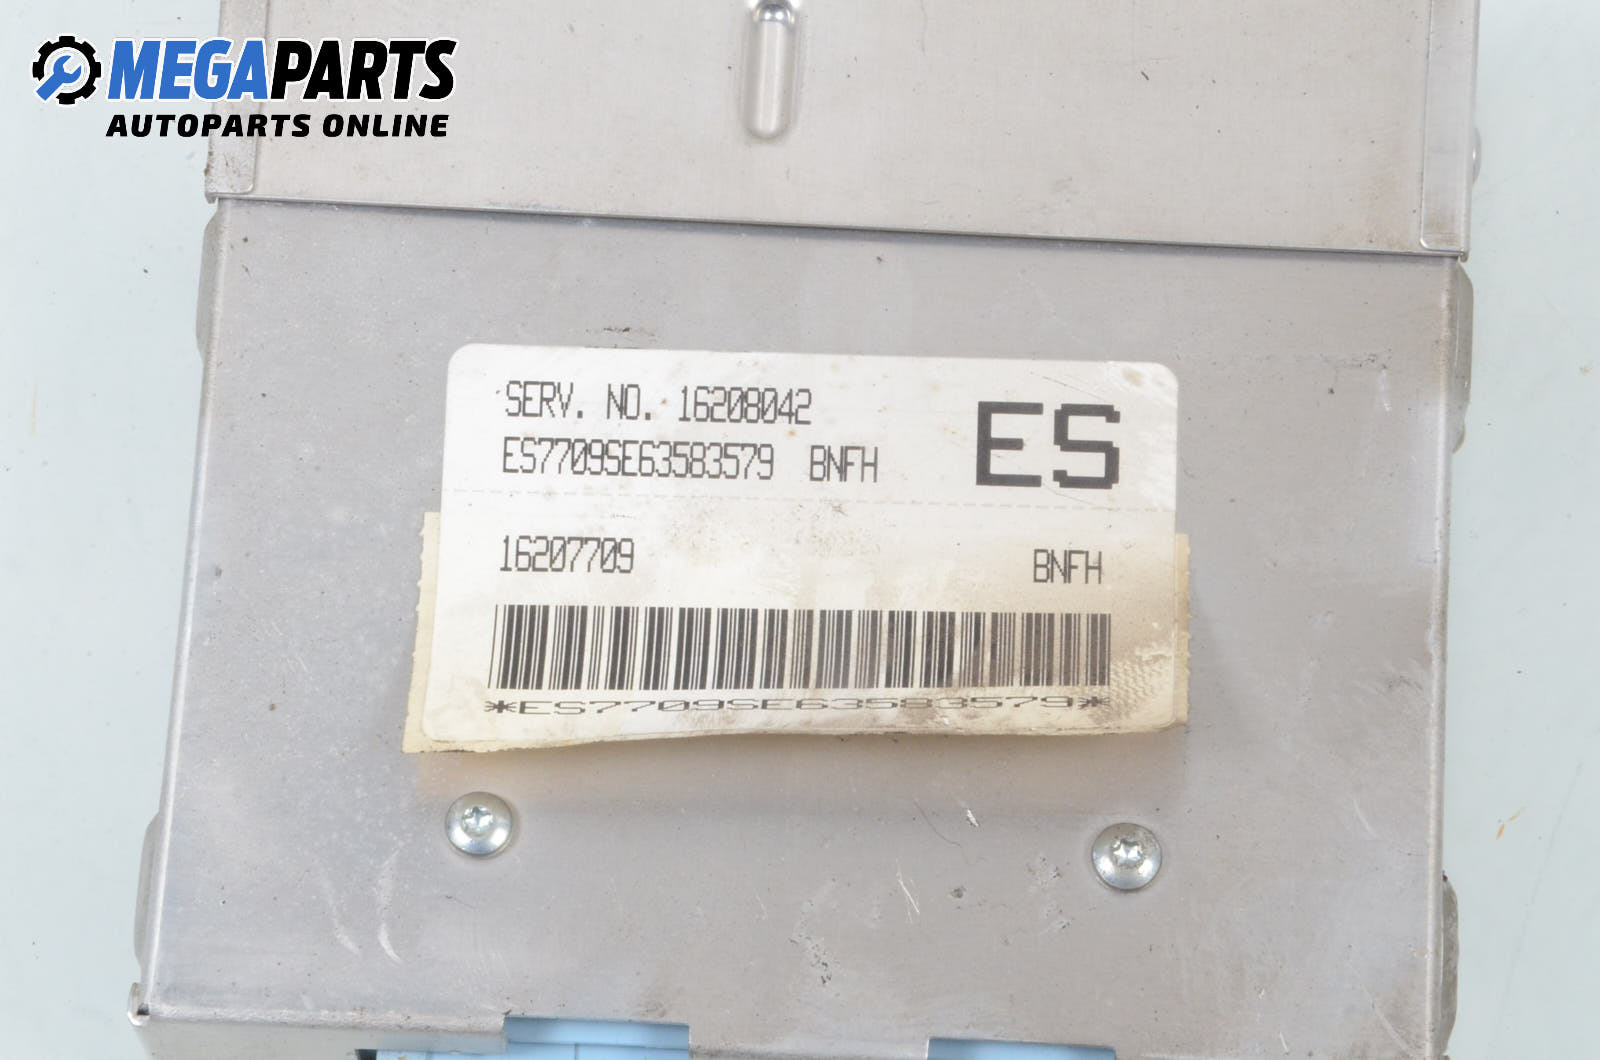 MEGAPARTS
AUTOPARTS ONLINE
SERV. NO. 16208042
ES7709SE63583579 BNFH
ES
16207709 BNFH
*ES7709SE63583579*